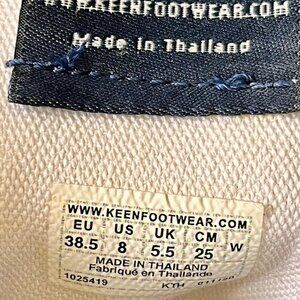 WWW.KEENFOOTWEAR.COM
Made in Thailand
WWW.KEENFOOTWEAR.COM
EU US UK CM W
38.5 8 5.5 25
MADE IN THAILAND
Fabriqué en Thaïlande
1025419 KTH